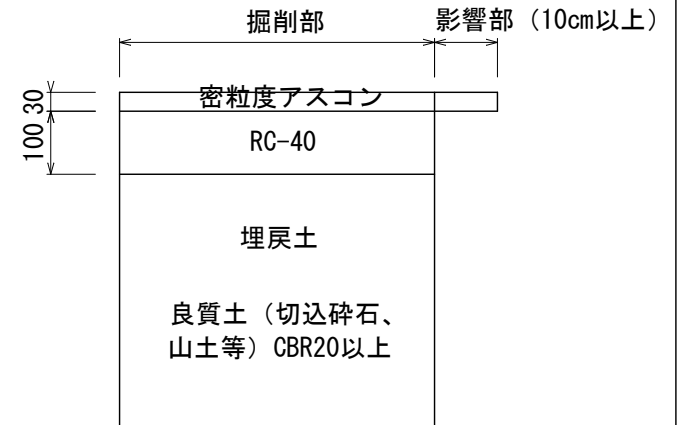 掘削部
影響部（10cm以上）
30
密粒度アスコン
100
RC-40
埋戻土
良質土（切込砕石、
山土等）CBR20以上